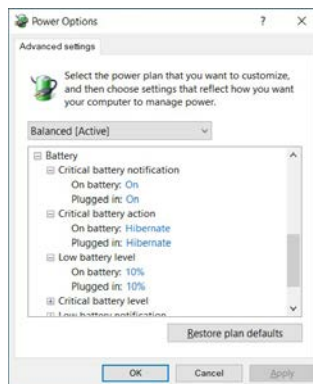 Power Options
Advanced settings
Select the power plan that you want to customize,
and then choose settings that reflect how you want
your computer to manage power.
Balanced [Active]
Battery
Critical battery notification
On battery: On
Plugged in: On
Critical battery action
On battery: Hibernate
Plugged in: Hibernate
Low battery level
On battery: 10%
Plugged in: 10%
Critical battery level
Low battery notification
Restore plan defaults
OK Cancel Apply